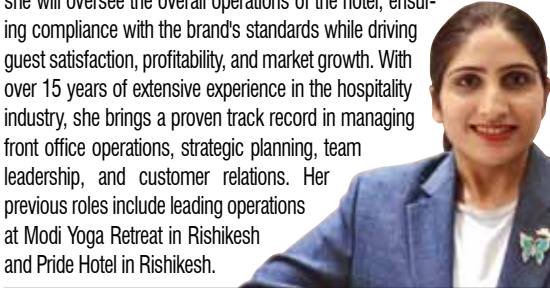 she will oversee the overall operations of the hotel, ensur-
ing compliance with the brand's standards while driving
guest satisfaction, profitability, and market growth. With
over 15 years of extensive experience in the hospitality
industry, she brings a proven track record in managing
front office operations, strategic planning, team
leadership, and customer relations. Her
previous roles include leading operations
at Modi Yoga Retreat in Rishikesh
and Pride Hotel in Rishikesh.